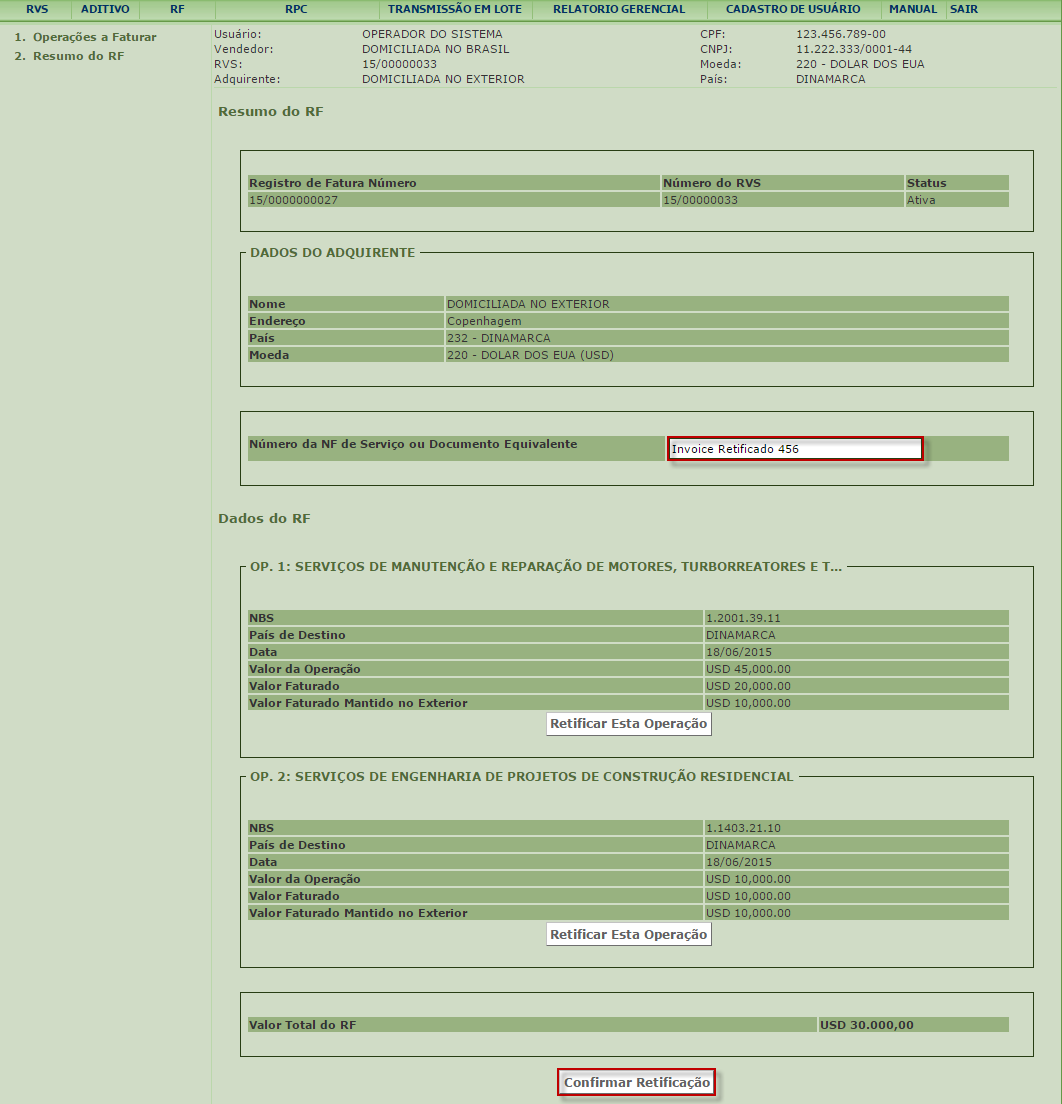 RVS ADITIVO RF RPC TRANSMISSÃO EM LOTE RELATORIO GERENCIAL CADASTRO DE USUÁRIO MANUAL SAIR
1. Operações a Faturar
2. Resumo do RF
Usuário: OPERADOR DO SISTEMA CPF: 123.456.789-00
Vendedor: DOMICILIADA NO BRASIL CNPJ: 11.222.333/0001-44
RVS: 15/00000033 Moeda: 220 - DOLAR DOS EUA
Adquirente: DOMICILIADA NO EXTERIOR País: DINAMARCA
Resumo do RF
Registro de Fatura Número Número do RVS Status
15/0000000027 15/00000033 Ativa
DADOS DO ADQUIRENTE
Nome DOMICILIADA NO EXTERIOR
Endereço Copenhagem
País 232 - DINAMARCA
Moeda 220 - DOLAR DOS EUA (USD)
Número da NF de Serviço ou Documento Equivalente Invoice Retificado 456
Dados do RF
OP. 1: SERVIÇOS DE MANUTENÇÃO E REPARAÇÃO DE MOTORES, TURBORREATORES E T...
NBS 1.2001.39.11
País de Destino DINAMARCA
Data 18/06/2015
Valor da Operação USD 45,000.00
Valor Faturado USD 20,000.00
Valor Faturado Mantido no Exterior USD 10,000.00
Retificar Esta Operação
OP. 2: SERVIÇOS DE ENGENHARIA DE PROJETOS DE CONSTRUÇÃO RESIDENCIAL
NBS 1.1403.21.10
País de Destino DINAMARCA
Data 18/06/2015
Valor da Operação USD 10,000.00
Valor Faturado USD 10,000.00
Valor Faturado Mantido no Exterior USD 10,000.00
Retificar Esta Operação
Valor Total do RF USD 30.000,00
Confirmar Retificação